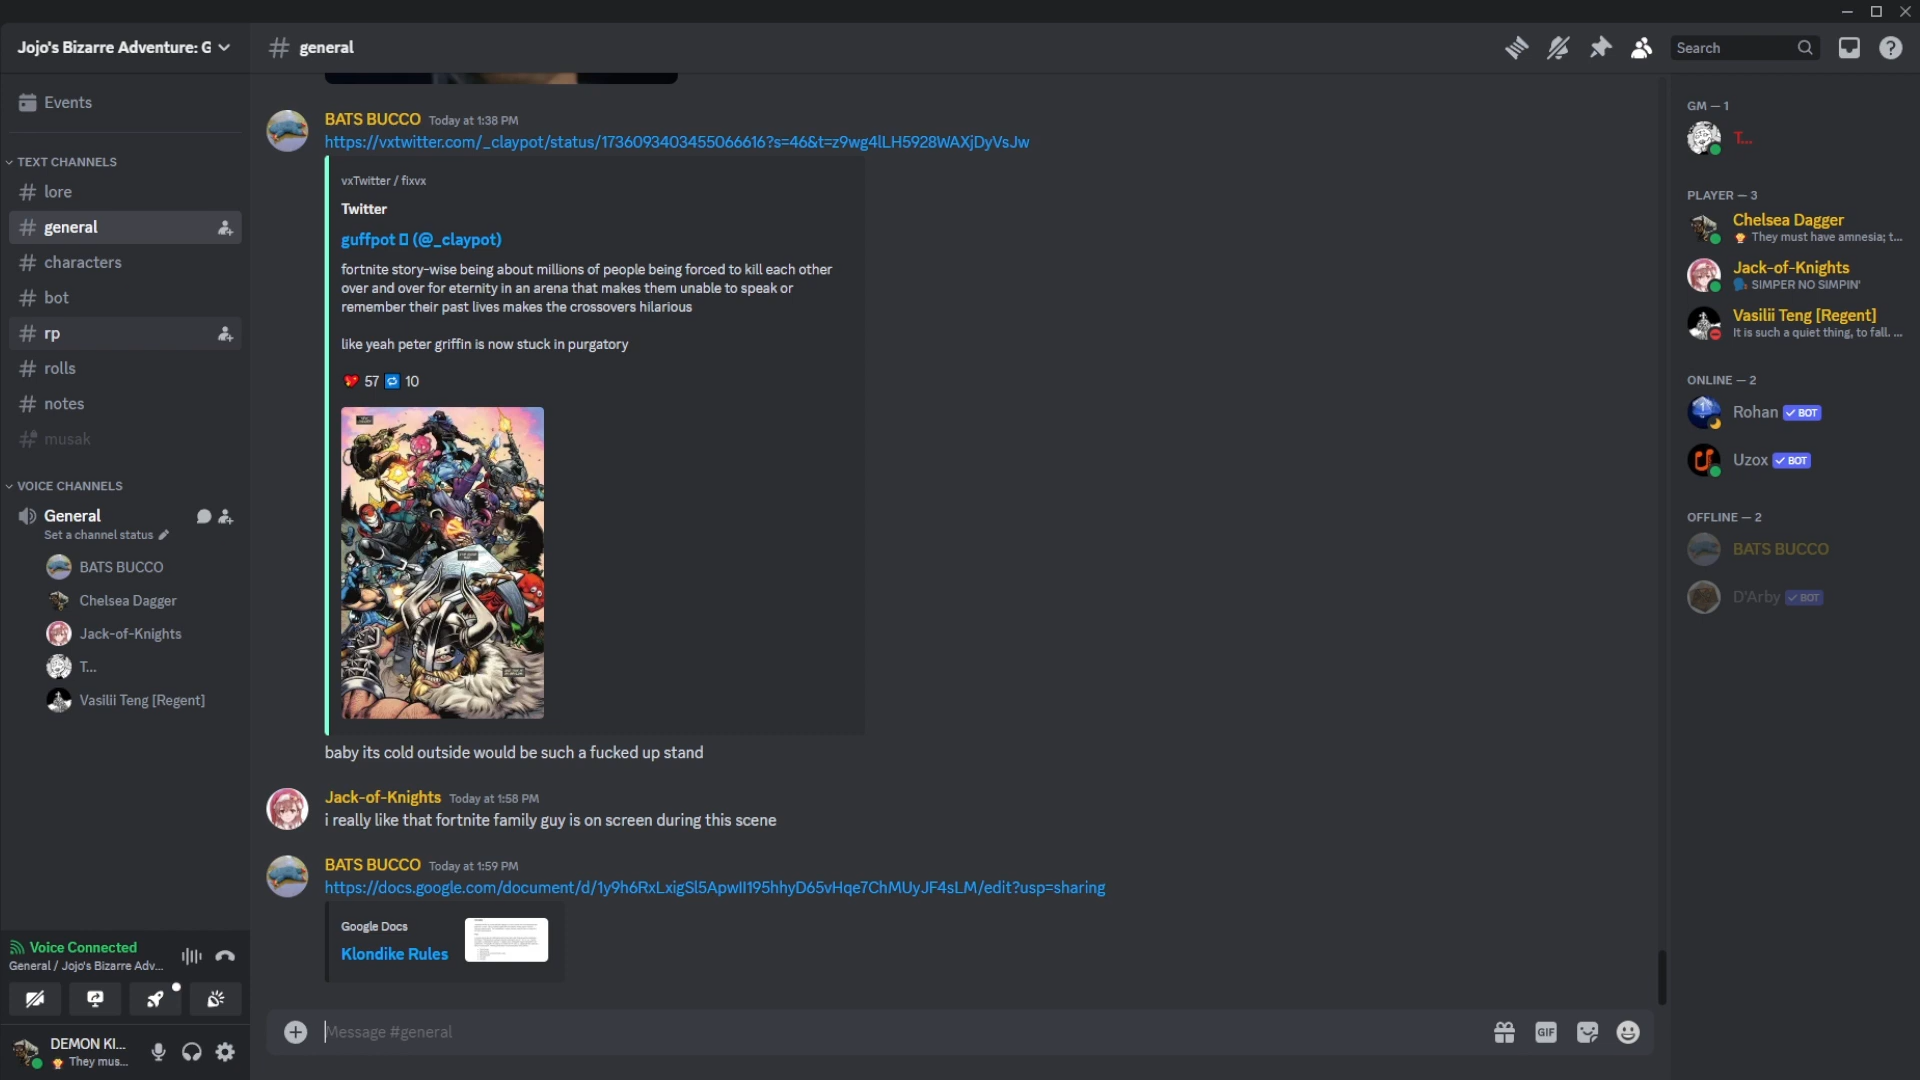 Jojo's Bizarre Adventure: G
Events
TEXT CHANNELS
lore
general
characters
bot
rp
rolls
notes
musak
VOICE CHANNELS
General
Set a channel status
BATS BUCCO
Chelsea Dagger
Jack-of-Knights
T...
Vasilii Teng [Regent]
Voice Connected
General / Jojo's Bizarre Adv...
DEMON KI...
They mus...
# general
Search
BATS BUCCO Today at 1:38 PM
https://vxtwitter.com/_claypot/status/1736093403455066616?s=46&t=z9wg4lLH5928WAXjDyVsJw
vxTwitter / fixvx
Twitter
guffpot (@_claypot)
fortnite story-wise being about millions of people being forced to kill each other
over and over for eternity in an arena that makes them unable to speak or
remember their past lives makes the crossovers hilarious
like yeah peter griffin is now stuck in purgatory
💖 57 🔁 10
baby its cold outside would be such a fucked up stand
Jack-of-Knights Today at 1:58 PM
i really like that fortnite family guy is on screen during this scene
BATS BUCCO Today at 1:59 PM
https://docs.google.com/document/d/1y9h6RxLxigSl5ApwII195hhyD65vHqe7ChMUyJF4sLM/edit?usp=sharing
Google Docs
Klondike Rules
Message #general
GIF
GM — 1
T...
PLAYER — 3
Chelsea Dagger
They must have amnesia; t...
Jack-of-Knights
SIMPER NO SIMPIN'
Vasilii Teng [Regent]
It is such a quiet thing, to fall. ...
ONLINE — 2
Rohan ✓ BOT
Uzox ✓ BOT
OFFLINE — 2
BATS BUCCO
D'Arby ✓ BOT